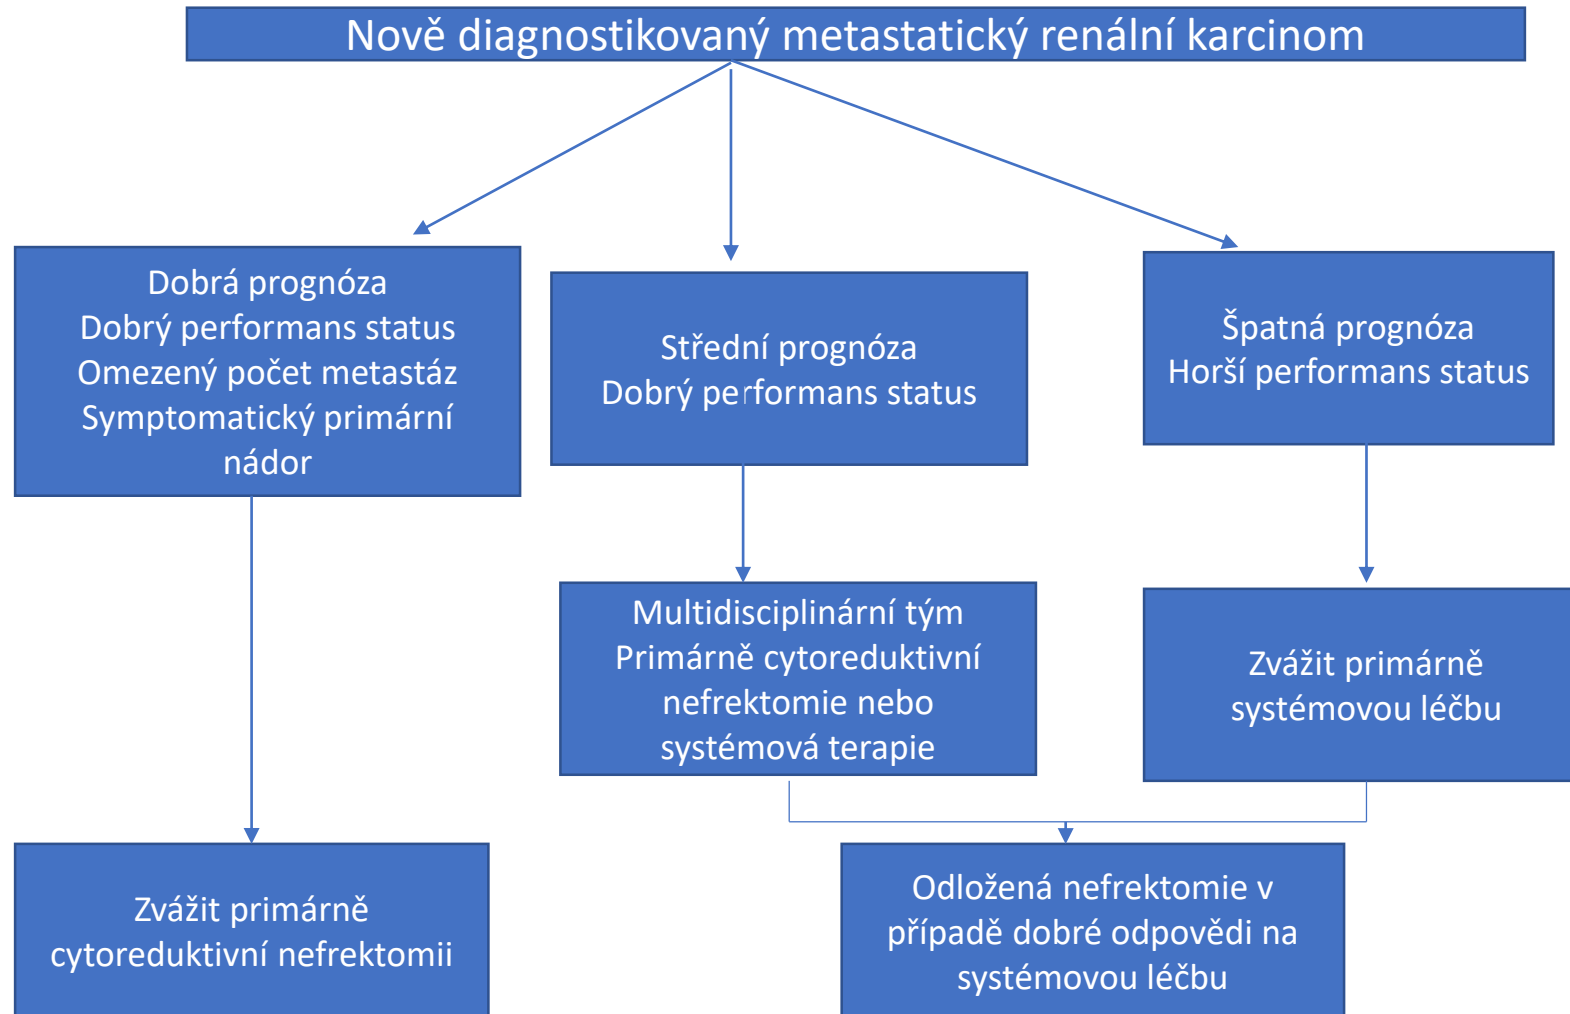 Nově diagnostikovaný metastatický renální karcinom
Dobrá prognóza
Dobrý performans status
Omezený počet metastáz
Symptomatický primární
nádor
Střední prognóza
Dobrý performans status
Špatná prognóza
Horší performans status
Multidisciplinární tým
Primárně cytoreduktivní
nefrektomie nebo
systémová terapie
Zvážit primárně
systémovou léčbu
Zvážit primárně
cytoreduktivní nefrektomii
Odložená nefrektomie v
případě dobré odpovědi na
systémovou léčbu